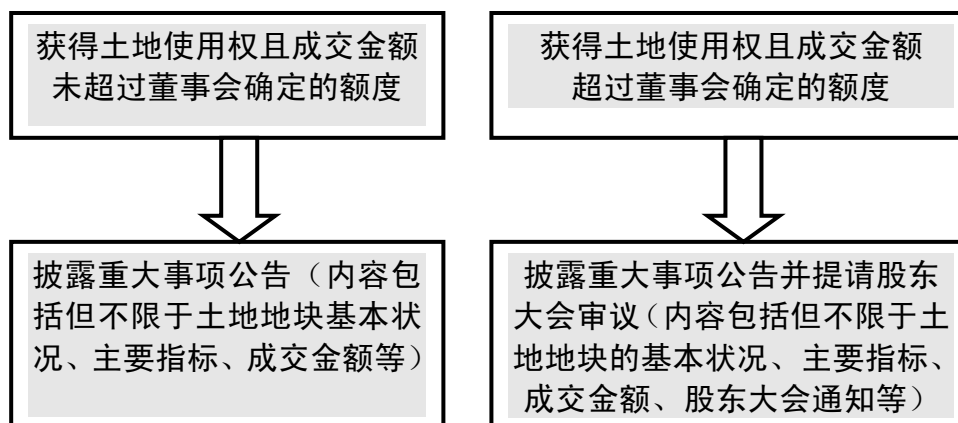 获得土地使用权且成交金额
未超过董事会确定的额度
获得土地使用权且成交金额
超过董事会确定的额度
披露重大事项公告（内容包
括但不限于土地地块基本状
况、主要指标、成交金额等）
披露重大事项公告并提请股东
大会审议（内容包括但不限于土
地地块的基本状况、主要指标、
成交金额、股东大会通知等）